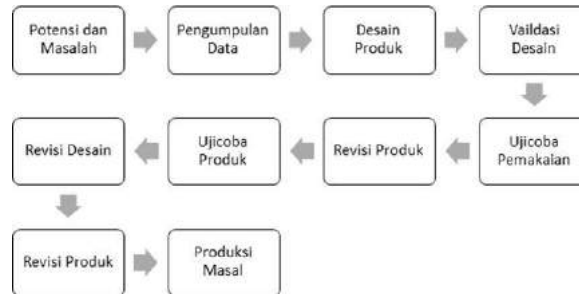 Potensi dan
Masalah
Pengumpulan
Data
Desain
Produk
Vaildasi
Desain
Ujicoba
Pemakalan
Revisi Produk
Ujicoba
Produk
Revisi Desain
Revisi Produk
Produksi
Masal